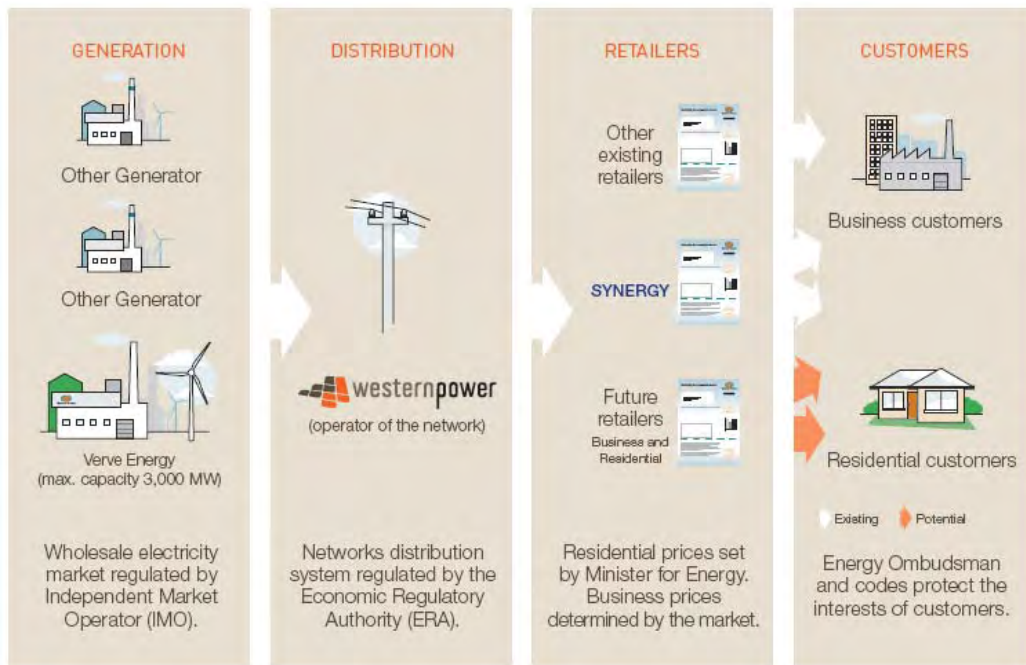 GENERATION
Other Generator
Other Generator
Verve Energy
(max. capacity 3,000 MW)
Wholesale electricity
market regulated by
Independent Market
Operator (IMO).
DISTRIBUTION
westernpower
(operator of the network)
Networks distribution
system regulated by the
Economic Regulatory
Authority (ERA).
RETAILERS
Other
existing
retailers
SYNERGY
Future
retailers
Business and
Residential
Residential prices set
by Minister for Energy.
Business prices
determined by the market.
CUSTOMERS
Business customers
Residential customers
Existing
Potential
Energy Ombudsman
and codes protect the
interests of customers.